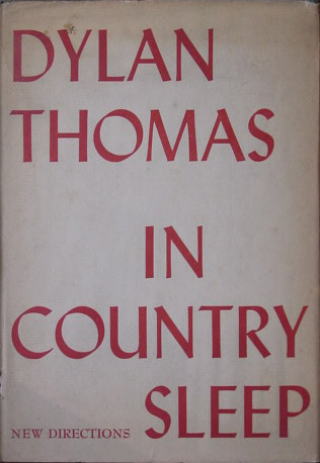 DYLAN
THOMAS
IN
COUNTRY
NEW DIRECTIONS SLEEP